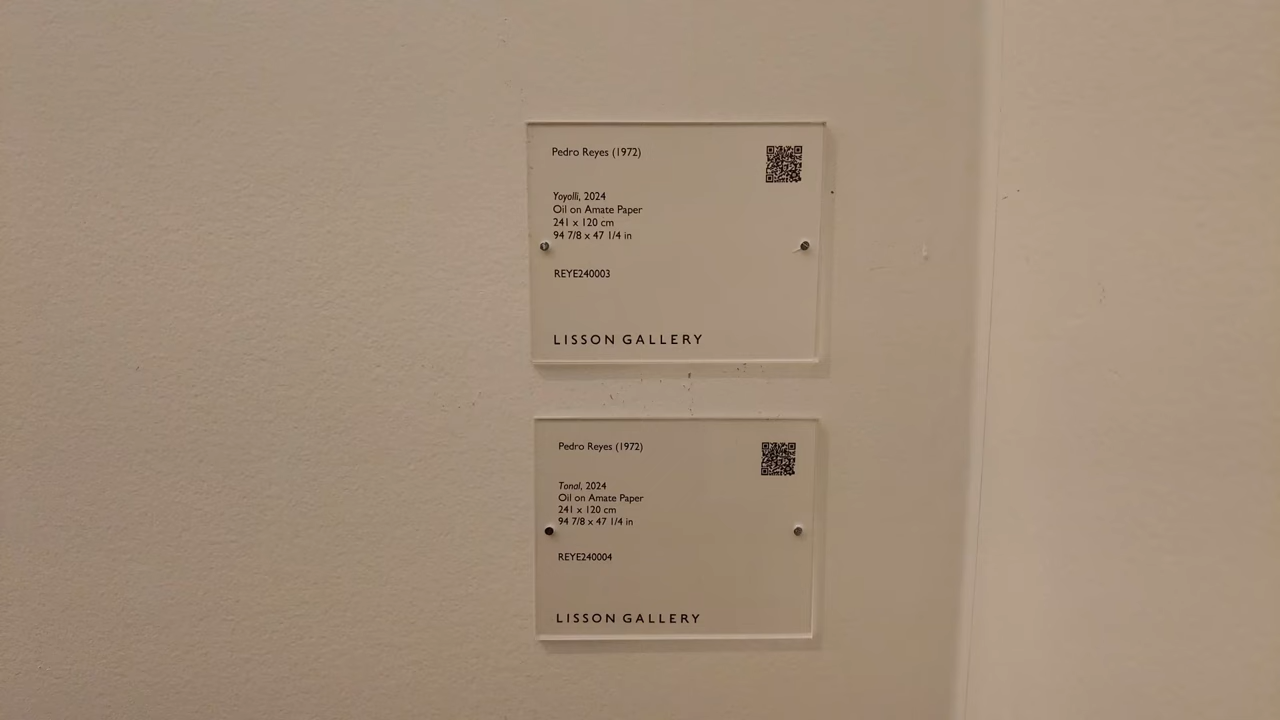 Pedro Reyes (1972)
Yoyolli, 2024
Oil on Amate Paper
241 x 120 cm
94 7/8 x 47 1/4 in
REYE240003
LISSON GALLERY
Pedro Reyes (1972)
Tonal, 2024
Oil on Amate Paper
241 x 120 cm
94 7/8 x 47 1/4 in
REYE240004
LISSON GALLERY